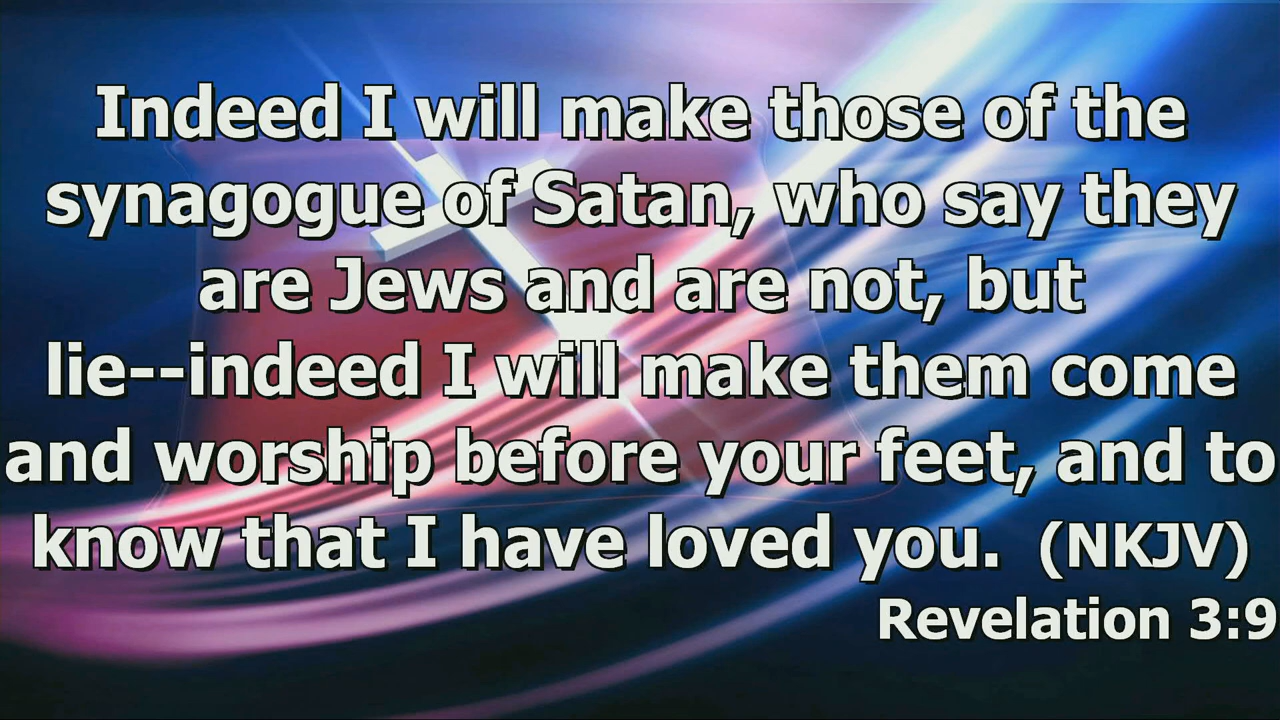 Indeed I will make those of the
synagogue of Satan, who say they
are Jews and are not, but
lie--indeed I will make them come
and worship before your feet, and to
know that I have loved you. (NKJV)
Revelation 3:9